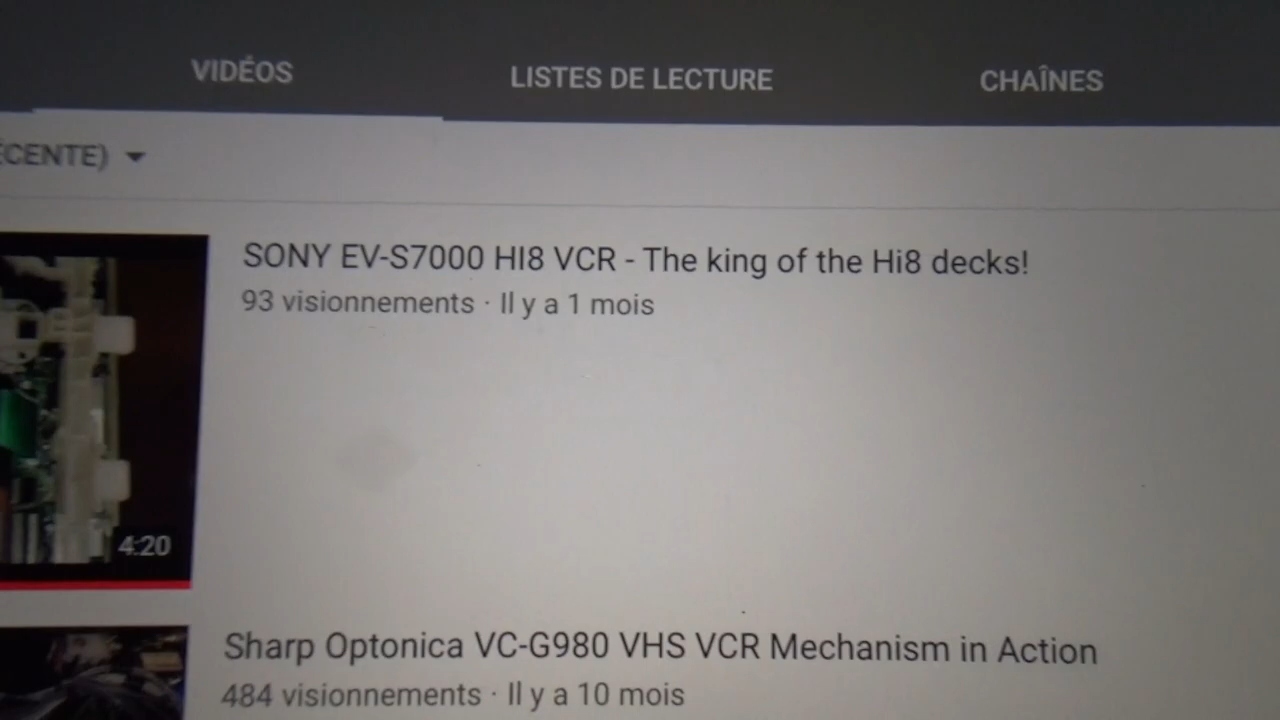 VIDÉOS LISTES DE LECTURE CHAÎNES
ÉCENTE)
SONY EV-S7000 HI8 VCR - The king of the Hi8 decks!
93 visionnements · Il y a 1 mois
4:20
Sharp Optonica VC-G980 VHS VCR Mechanism in Action
484 visionnements · Il y a 10 mois